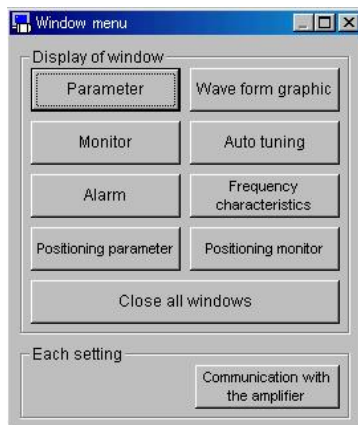 Window menu
Display of window
Parameter
Wave form graphic
Monitor
Auto tuning
Alarm
Frequency
characteristics
Positioning parameter
Positioning monitor
Close all windows
Each setting
Communication with
the amplifier